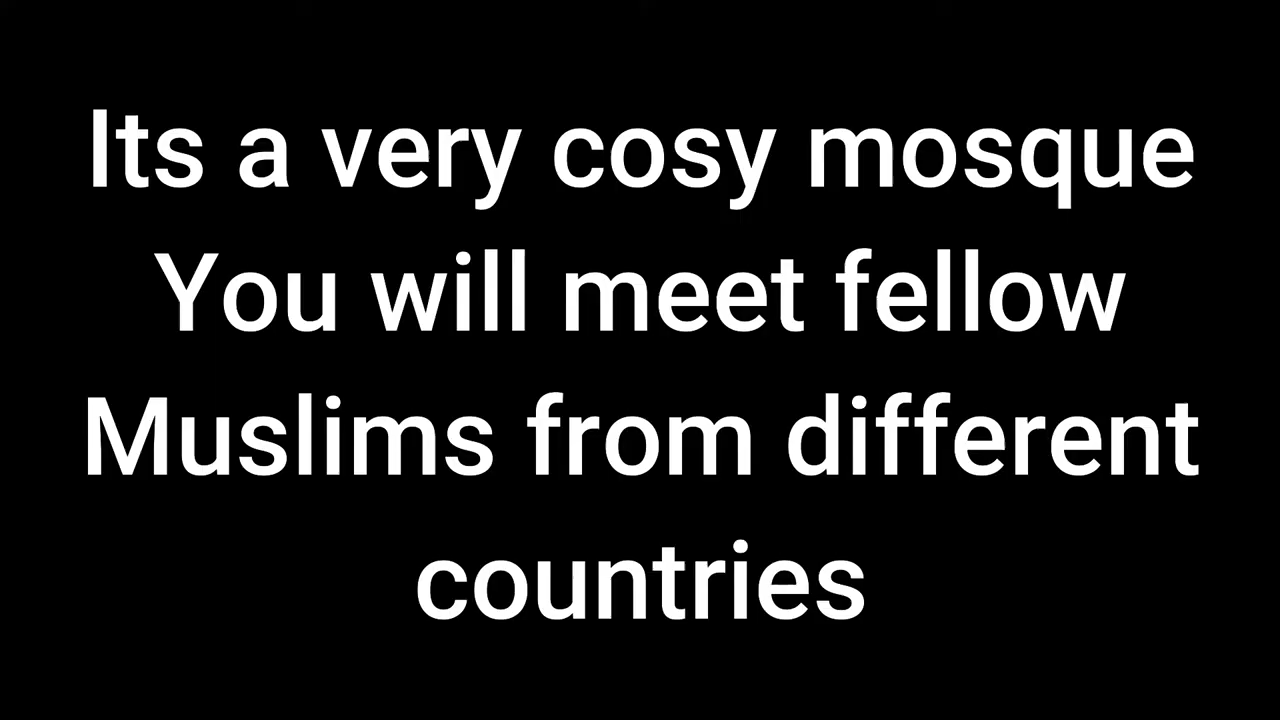 Its a very cosy mosque
You will meet fellow
Muslims from different
countries